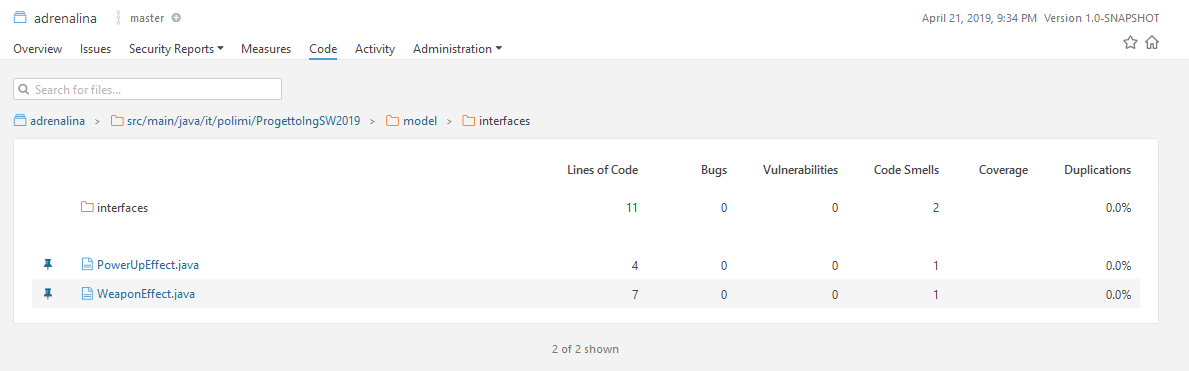 adrenalina master April 21, 2019, 9:34 PM Version 1.0-SNAPSHOT
Overview Issues Security Reports Measures Code Activity Administration
Search for files...
adrenalina > src/main/java/it/polimi/ProgettoIngSW2019 > model > interfaces
Lines of Code Bugs Vulnerabilities Code Smells Coverage Duplications
interfaces 11 0 0 2 0.0%
PowerUpEffect.java 4 0 0 1 0.0%
WeaponEffect.java 7 0 0 1 0.0%
2 of 2 shown